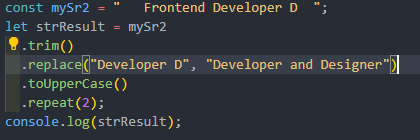 const mySr2 = "   Frontend Developer D  ";
let strResult = mySr2
  .trim()
  .replace("Developer D", "Developer and Designer")
  .toUpperCase()
  .repeat(2);
console.log(strResult);